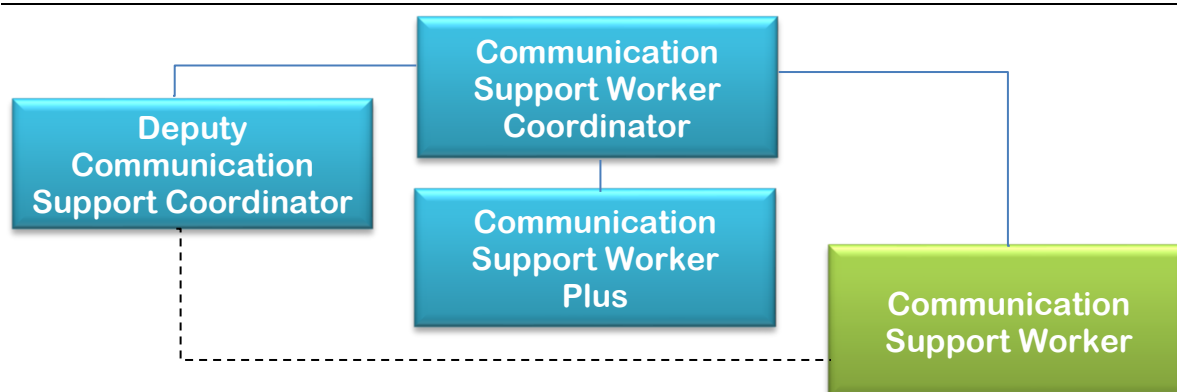 Communication
Support Worker
Coordinator
Deputy
Communication
Support Coordinator
Communication
Support Worker
Plus
Communication
Support Worker